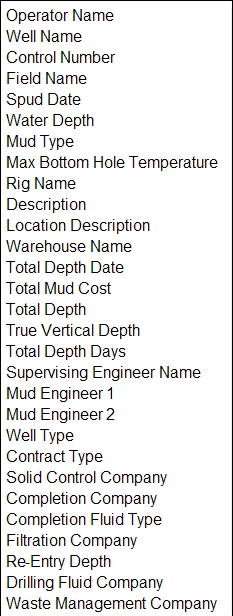 Operator Name
Well Name
Control Number
Field Name
Spud Date
Water Depth
Mud Type
Max Bottom Hole Temperature
Rig Name
Description
Location Description
Warehouse Name
Total Depth Date
Total Mud Cost
Total Depth
True Vertical Depth
Total Depth Days
Supervising Engineer Name
Mud Engineer 1
Mud Engineer 2
Well Type
Contract Type
Solid Control Company
Completion Company
Completion Fluid Type
Filtration Company
Re-Entry Depth
Drilling Fluid Company
Waste Management Company